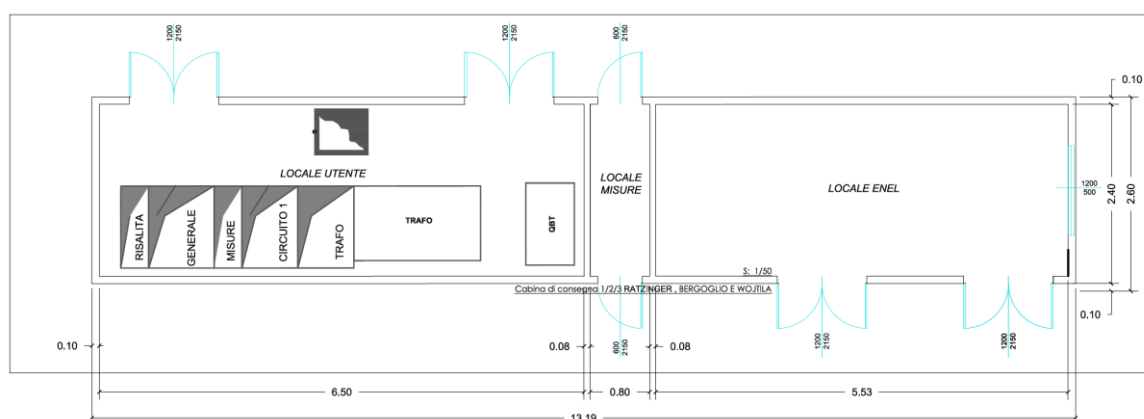 1200
2150
1200
2150
600
2150
0.10
LOCALE UTENTE
LOCALE
MISURE
LOCALE ENEL
1200
500
2.40
2.60
RISALITA
GENERALE
MISURE
CIRCUITO 1
TRAFO
TRAFO
QBT
S: 1/50
Cabina di consegna 1/2/3 RATZINGER , BERGOGLIO E WOJTILA
0.10
0.10
0.08
600
2150
0.08
1200
2150
1200
2150
6.50
0.80
5.53
13.19